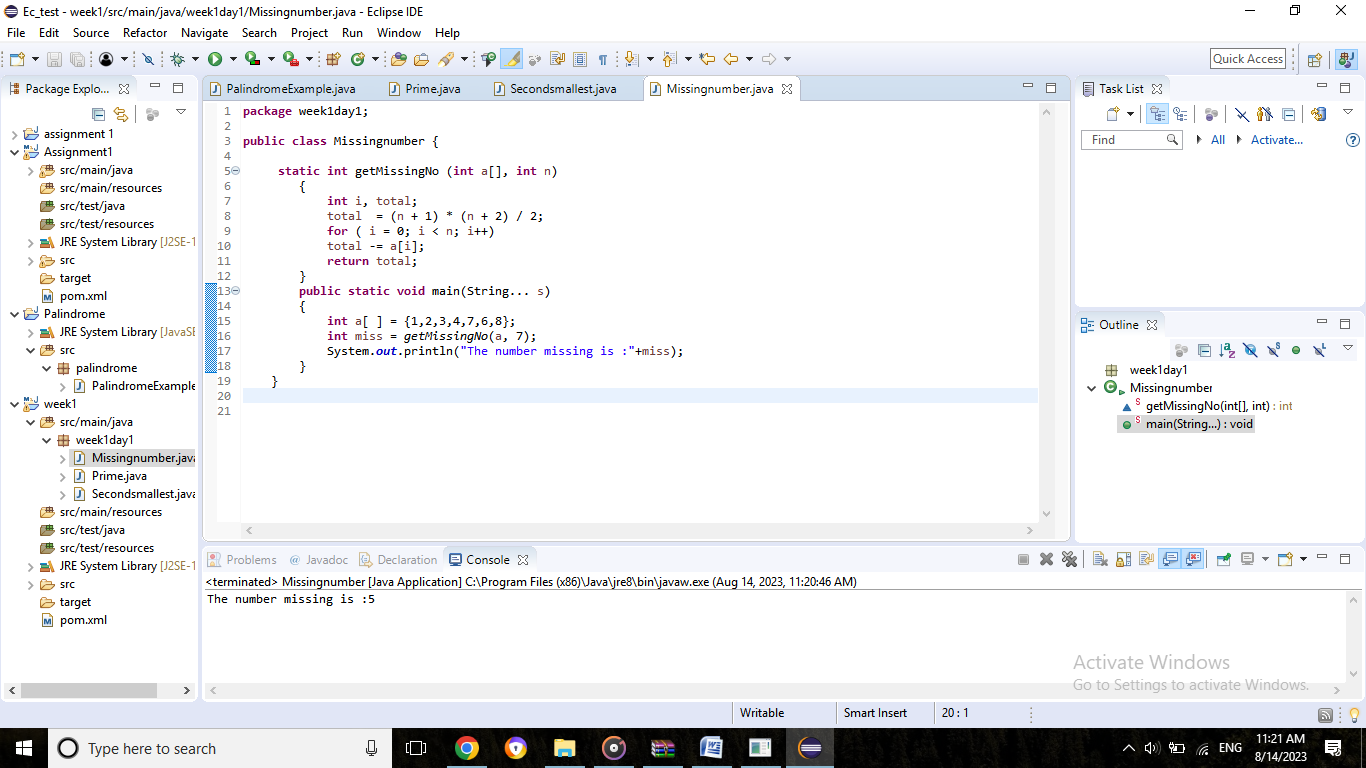 Ec_test - week1/src/main/java/week1day1/Missingnumber.java - Eclipse IDE
File Edit Source Refactor Navigate Search Project Run Window Help
Quick Access
Package Explo...
assignment 1
Assignment1
src/main/java
src/main/resources
src/test/java
src/test/resources
JRE System Library [J2SE-1
src
target
pom.xml
Palindrome
JRE System Library [JavaSE
src
palindrome
PalindromeExample
week1
src/main/java
week1day1
Missingnumber.java
Prime.java
Secondsmallest.java
src/main/resources
src/test/java
src/test/resources
JRE System Library [J2SE-1
src
target
pom.xml
PalindromeExample.java Prime.java Secondsmallest.java Missingnumber.java
1 package week1day1;
2
3 public class Missingnumber {
4
5 static int getMissingNo (int a[], int n)
6 {
7 int i, total;
8 total = (n + 1) * (n + 2) / 2;
9 for ( i = 0; i < n; i++)
10 total -= a[i];
11 return total;
12 }
13 public static void main(String... s)
14 {
15 int a[ ] = {1,2,3,4,7,6,8};
16 int miss = getMissingNo(a, 7);
17 System.out.println("The number missing is :"+miss);
18 }
19 }
20
21
Task List
Find All Activate...
Outline
week1day1
Missingnumber
getMissingNo(int[], int) : int
main(String...) : void
Problems Javadoc Declaration Console
<terminated> Missingnumber [Java Application] C:\Program Files (x86)\Java\jre8\bin\javaw.exe (Aug 14, 2023, 11:20:46 AM)
The number missing is :5
Activate Windows
Go to Settings to activate Windows.
Writable Smart Insert 20 : 1
Type here to search
ENG
11:21 AM
8/14/2023